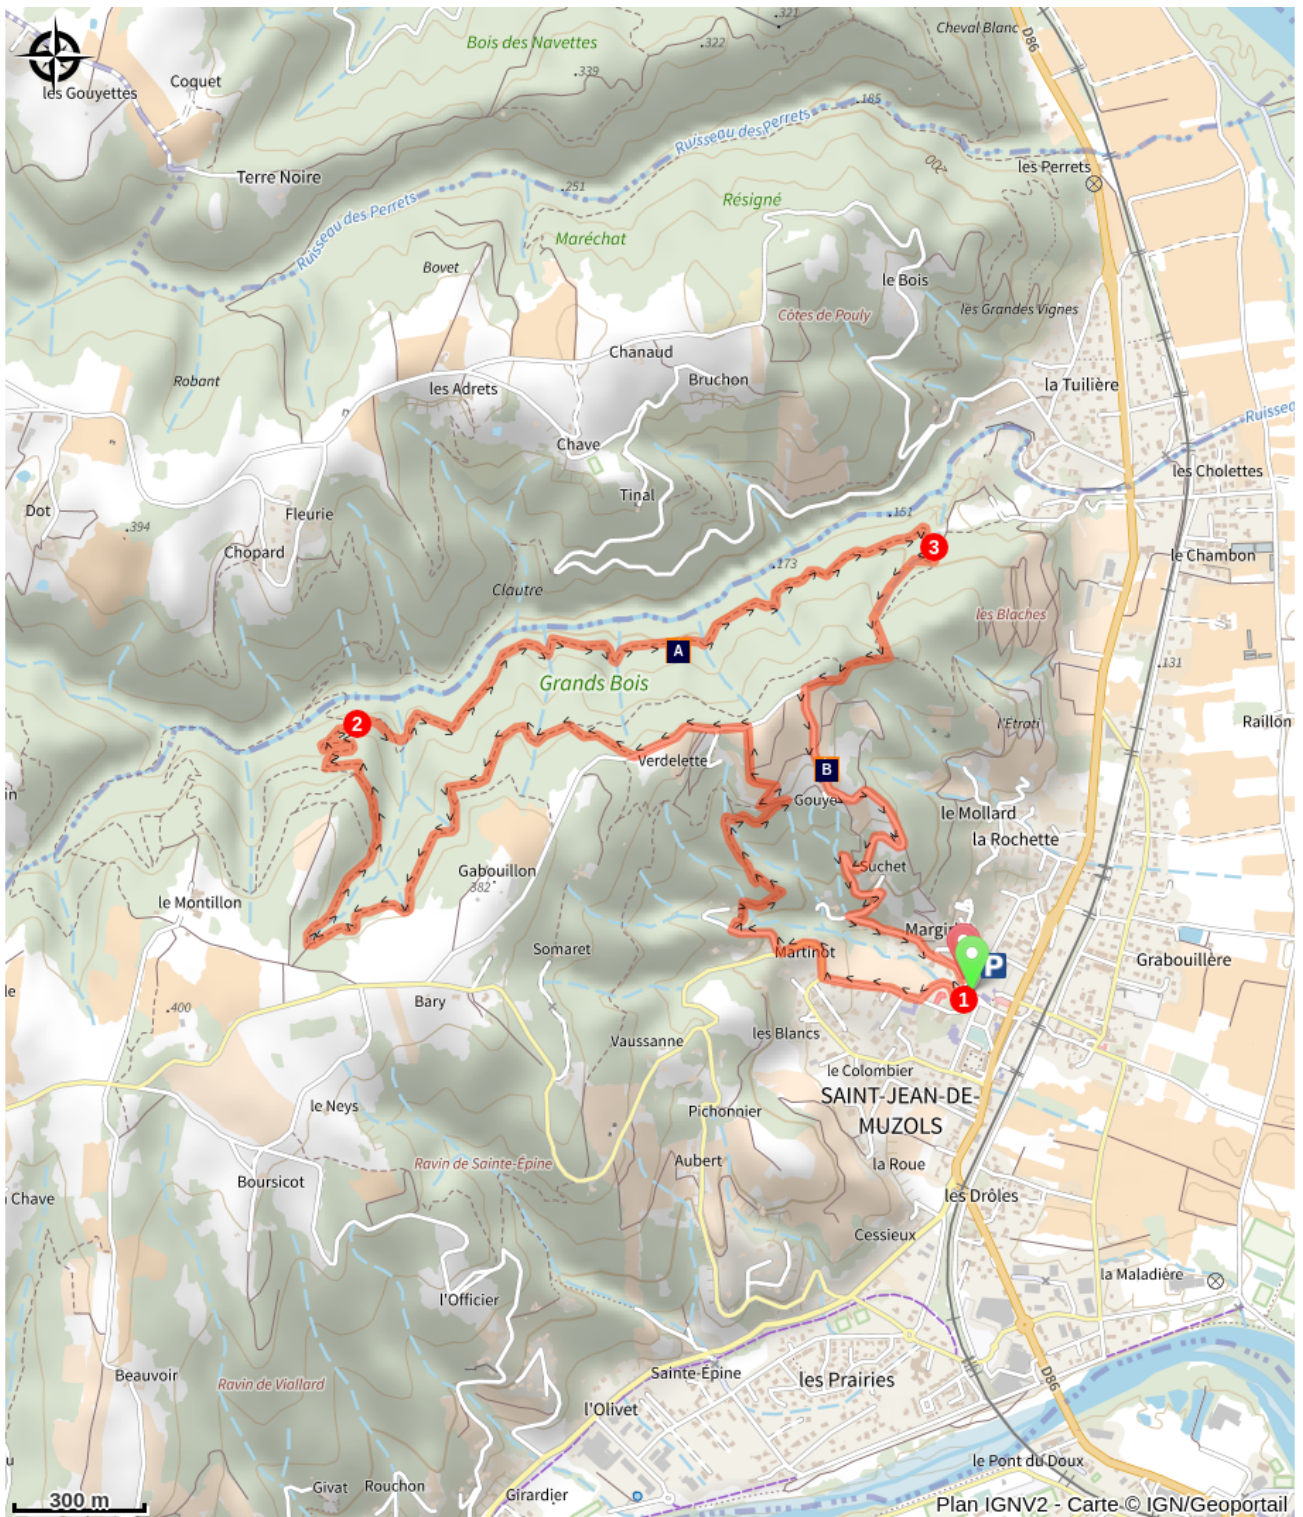 .321
Cheval Blanc
D86
Bois des Navettes
.322
.339
Coquet
les Gouyettes
.185
Ruisseau des Perrets
les Perrets
Terre Noire
.251
Résigné
Ruisseau des Perrets
Maréchat
Bovet
le Bois
les Grandes Vignes
Côtes de Pouly
Chanaud
Robant
les Adrets
Bruchon
la Tuilière
Chave
les Cholettes
Tinal
Dot
.394
Fleurie
.151
Chopard
3
le Chambon
.173
Clautre
les Blaches
A
.131
Grands Bois
2
l'Etrati
Raillon
Verdelette
B
Gouye
le Mollard
la Rochette
Gabouillon
382
Suchet
le Montillon
Somaret
Martinot
P
Grabouillère
1
Bary
.400
Vaussanne
les Blancs
le Colombier
SAINT-JEAN-DE-
MUZOLS
le Neys
Pichonnier
Ravin de Sainte-Épine
Aubert
la Roue
Boursicot
Chave
les Drôles
Cessieux
la Maladière
l'Officier
Beauvoir
Ravin de Viallard
Sainte-Épine
les Prairies
D86
l'Olivet
le Pont du Doux
Givat
Rouchon
Girardier
300 m
Plan IGNV2 - Carte © IGN/Geoportail